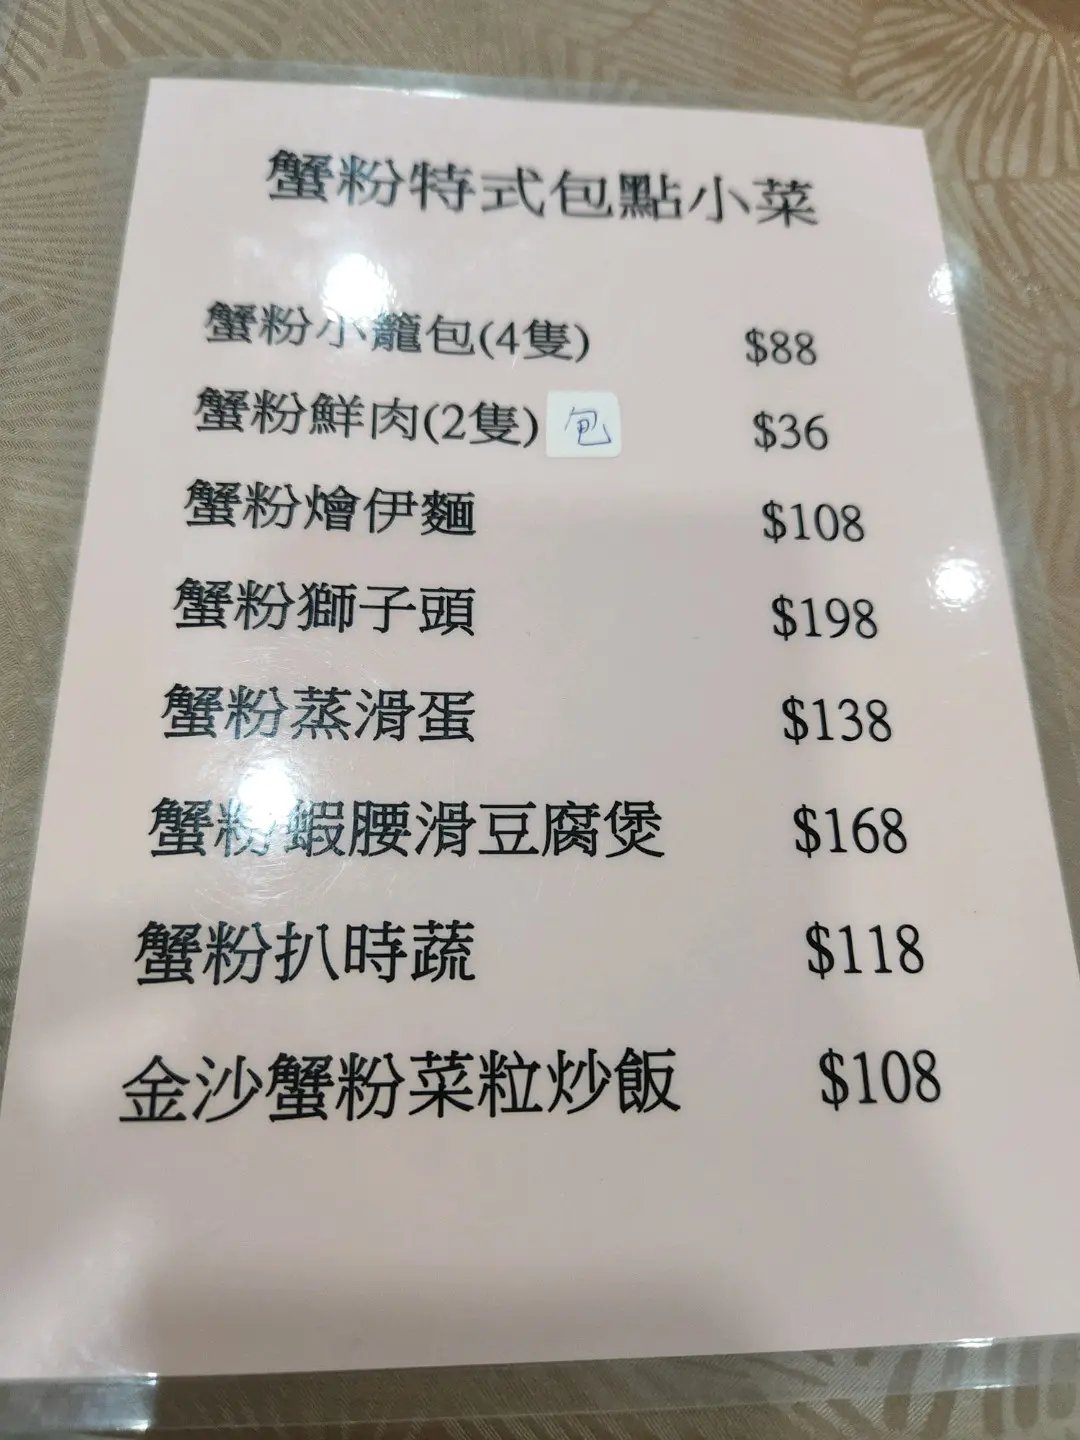 蟹粉特式包點小菜
蟹粉小籠包(4隻) $88
蟹粉鮮肉(2隻) 包 $36
蟹粉燴伊麵 $108
蟹粉獅子頭 $198
蟹粉蒸滑蛋 $138
蟹粉蝦腰滑豆腐煲 $168
蟹粉扒時蔬 $118
金沙蟹粉菜粒炒飯 $108